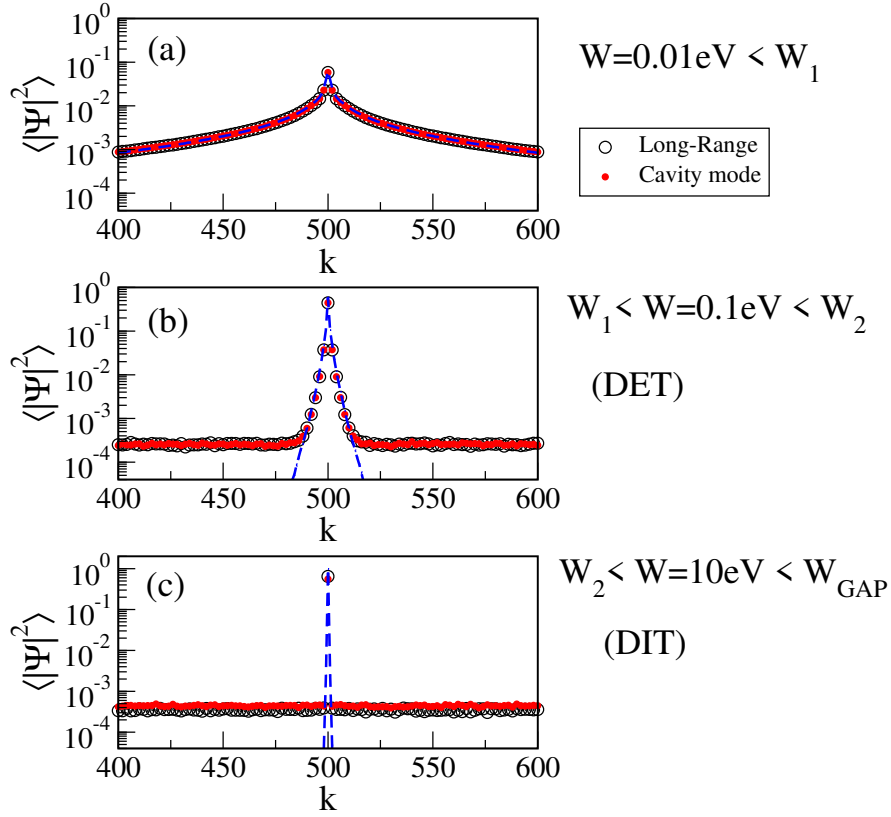 (a)
W=0.01eV < W_1
⟨|Ψ|^2⟩
10^0
10^-1
10^-2
10^-3
10^-4
Long-Range
Cavity mode
400 450 500 550 600
k
(b)
W_1 < W=0.1eV < W_2
(DET)
⟨|Ψ|^2⟩
10^0
10^-1
10^-2
10^-3
10^-4
400 450 500 550 600
k
(c)
W_2 < W=10eV < W_GAP
(DIT)
⟨|Ψ|^2⟩
10^0
10^-1
10^-2
10^-3
10^-4
400 450 500 550 600
k